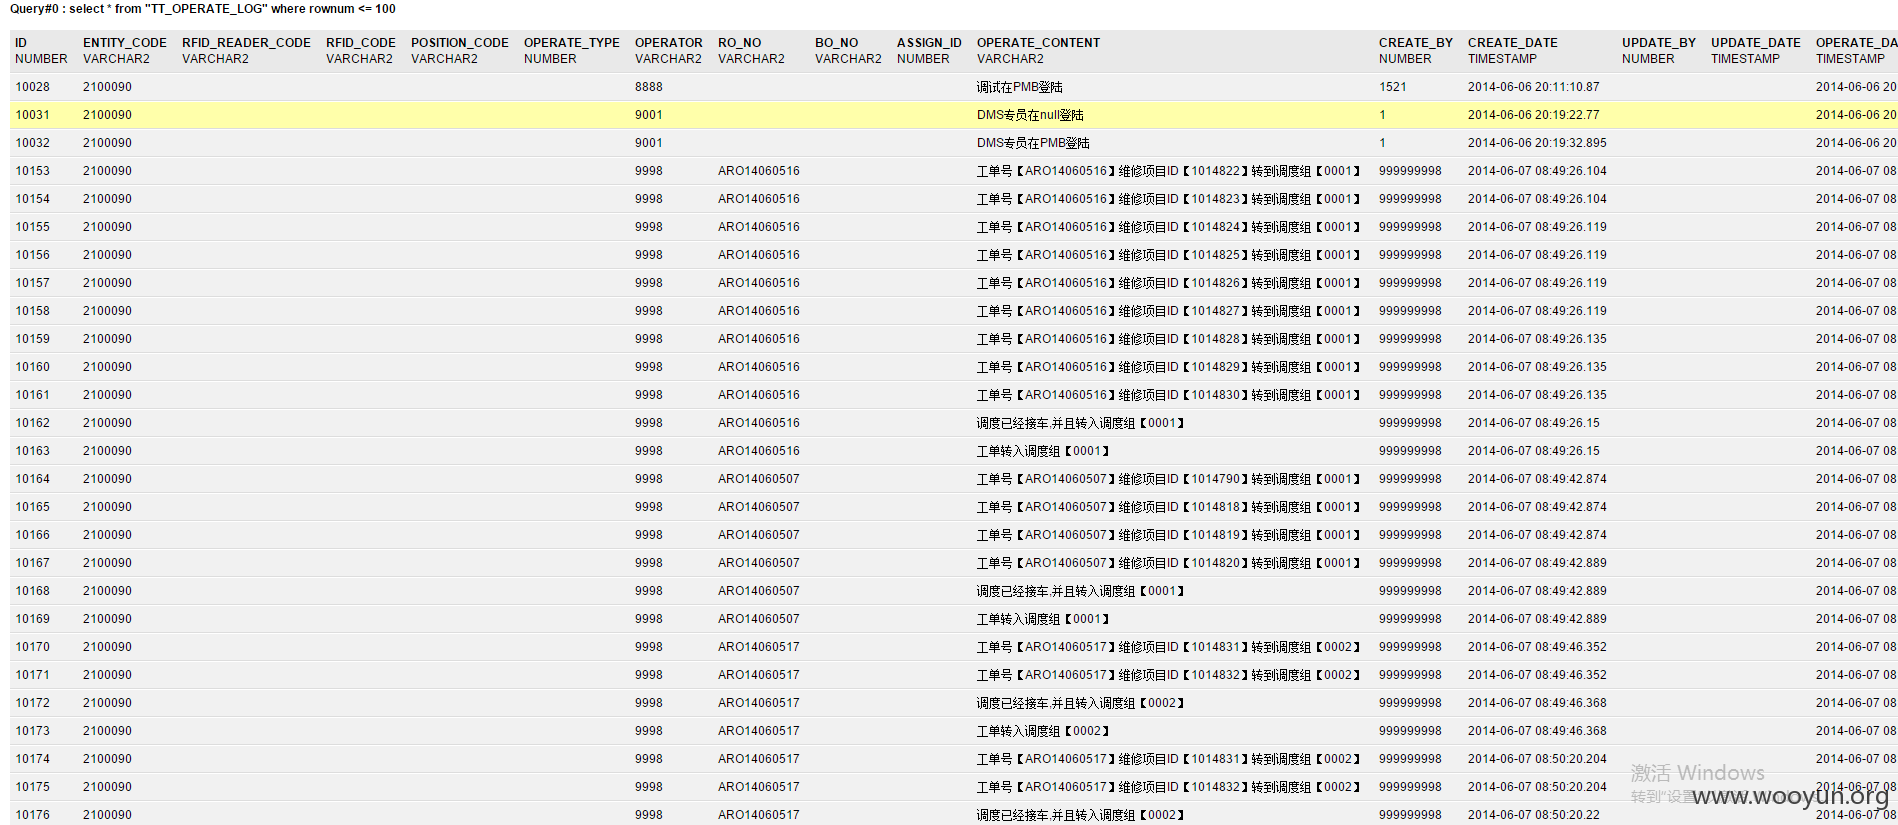 Query#0 : select * from "TT_OPERATE_LOG" where rownum <= 100
ID ENTITY_CODE RFID_READER_CODE RFID_CODE POSITION_CODE OPERATE_TYPE OPERATOR RO_NO BO_NO ASSIGN_ID OPERATE_CONTENT CREATE_BY CREATE_DATE UPDATE_BY UPDATE_DATE OPERATE_DA
NUMBER VARCHAR2 VARCHAR2 VARCHAR2 VARCHAR2 NUMBER VARCHAR2 VARCHAR2 VARCHAR2 NUMBER VARCHAR2 NUMBER TIMESTAMP NUMBER TIMESTAMP TIMESTAMP
10028 2100090 8888 调试在PMB登陆 1521 2014-06-06 20:11:10.87 2014-06-06 20
10031 2100090 9001 DMS专员在null登陆 1 2014-06-06 20:19:22.77 2014-06-06 20
10032 2100090 9001 DMS专员在PMB登陆 1 2014-06-06 20:19:32.895 2014-06-06 20
10153 2100090 9998 ARO14060516 工单号【ARO14060516】维修项目ID【1014822】转到调度组【0001】 999999998 2014-06-07 08:49:26.104 2014-06-07 08
10154 2100090 9998 ARO14060516 工单号【ARO14060516】维修项目ID【1014823】转到调度组【0001】 999999998 2014-06-07 08:49:26.104 2014-06-07 08
10155 2100090 9998 ARO14060516 工单号【ARO14060516】维修项目ID【1014824】转到调度组【0001】 999999998 2014-06-07 08:49:26.119 2014-06-07 08
10156 2100090 9998 ARO14060516 工单号【ARO14060516】维修项目ID【1014825】转到调度组【0001】 999999998 2014-06-07 08:49:26.119 2014-06-07 08
10157 2100090 9998 ARO14060516 工单号【ARO14060516】维修项目ID【1014826】转到调度组【0001】 999999998 2014-06-07 08:49:26.119 2014-06-07 08
10158 2100090 9998 ARO14060516 工单号【ARO14060516】维修项目ID【1014827】转到调度组【0001】 999999998 2014-06-07 08:49:26.119 2014-06-07 08
10159 2100090 9998 ARO14060516 工单号【ARO14060516】维修项目ID【1014828】转到调度组【0001】 999999998 2014-06-07 08:49:26.135 2014-06-07 08
10160 2100090 9998 ARO14060516 工单号【ARO14060516】维修项目ID【1014829】转到调度组【0001】 999999998 2014-06-07 08:49:26.135 2014-06-07 08
10161 2100090 9998 ARO14060516 工单号【ARO14060516】维修项目ID【1014830】转到调度组【0001】 999999998 2014-06-07 08:49:26.135 2014-06-07 08
10162 2100090 9998 ARO14060516 调度已经接车,并且转入调度组【0001】 999999998 2014-06-07 08:49:26.15 2014-06-07 08
10163 2100090 9998 ARO14060516 工单转入调度组【0001】 999999998 2014-06-07 08:49:26.15 2014-06-07 08
10164 2100090 9998 ARO14060507 工单号【ARO14060507】维修项目ID【1014790】转到调度组【0001】 999999998 2014-06-07 08:49:42.874 2014-06-07 08
10165 2100090 9998 ARO14060507 工单号【ARO14060507】维修项目ID【1014818】转到调度组【0001】 999999998 2014-06-07 08:49:42.874 2014-06-07 08
10166 2100090 9998 ARO14060507 工单号【ARO14060507】维修项目ID【1014819】转到调度组【0001】 999999998 2014-06-07 08:49:42.874 2014-06-07 08
10167 2100090 9998 ARO14060507 工单号【ARO14060507】维修项目ID【1014820】转到调度组【0001】 999999998 2014-06-07 08:49:42.889 2014-06-07 08
10168 2100090 9998 ARO14060507 调度已经接车,并且转入调度组【0001】 999999998 2014-06-07 08:49:42.889 2014-06-07 08
10169 2100090 9998 ARO14060507 工单转入调度组【0001】 999999998 2014-06-07 08:49:42.889 2014-06-07 08
10170 2100090 9998 ARO14060517 工单号【ARO14060517】维修项目ID【1014831】转到调度组【0002】 999999998 2014-06-07 08:49:46.352 2014-06-07 08
10171 2100090 9998 ARO14060517 工单号【ARO14060517】维修项目ID【1014832】转到调度组【0002】 999999998 2014-06-07 08:49:46.352 2014-06-07 08
10172 2100090 9998 ARO14060517 调度已经接车,并且转入调度组【0002】 999999998 2014-06-07 08:49:46.368 2014-06-07 08
10173 2100090 9998 ARO14060517 工单转入调度组【0002】 999999998 2014-06-07 08:49:46.368 2014-06-07 08
10174 2100090 9998 ARO14060517 工单号【ARO14060517】维修项目ID【1014831】转到调度组【0002】 999999998 2014-06-07 08:50:20.204 2014-06-07 08
激活 Windows
10175 2100090 9998 ARO14060517 工单号【ARO14060517】维修项目ID【1014832】转到调度组【0002】 999999998 2014-06-07 08:50:20.204 2014-06-07 08
转到"设置
www.wooyun.org
10176 2100090 9998 ARO14060517 调度已经接车,并且转入调度组【0002】 999999998 2014-06-07 08:50:20.22 2014-06-07 08